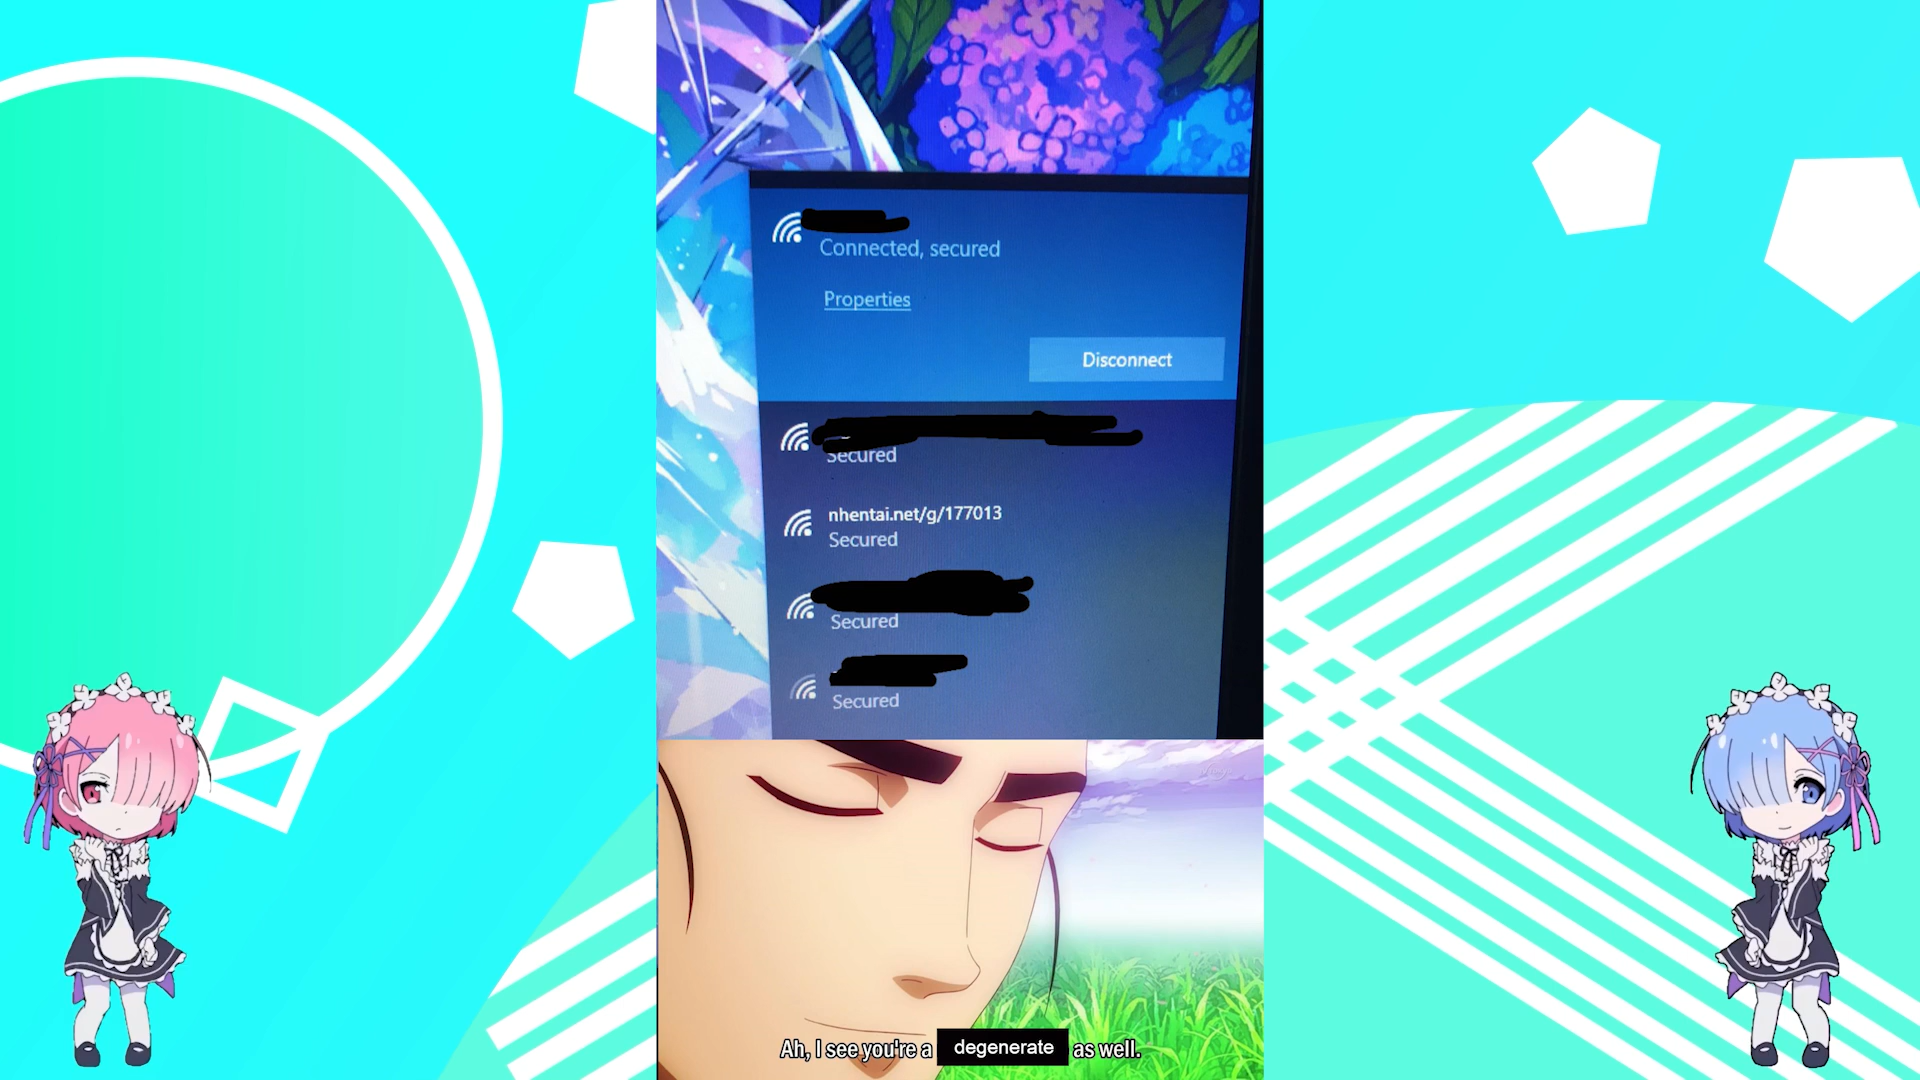 Connected, secured
Properties
Disconnect
Secured
nhentai.net/g/177013
Secured
Secured
Secured
Ah, I see you're a degenerate as well.